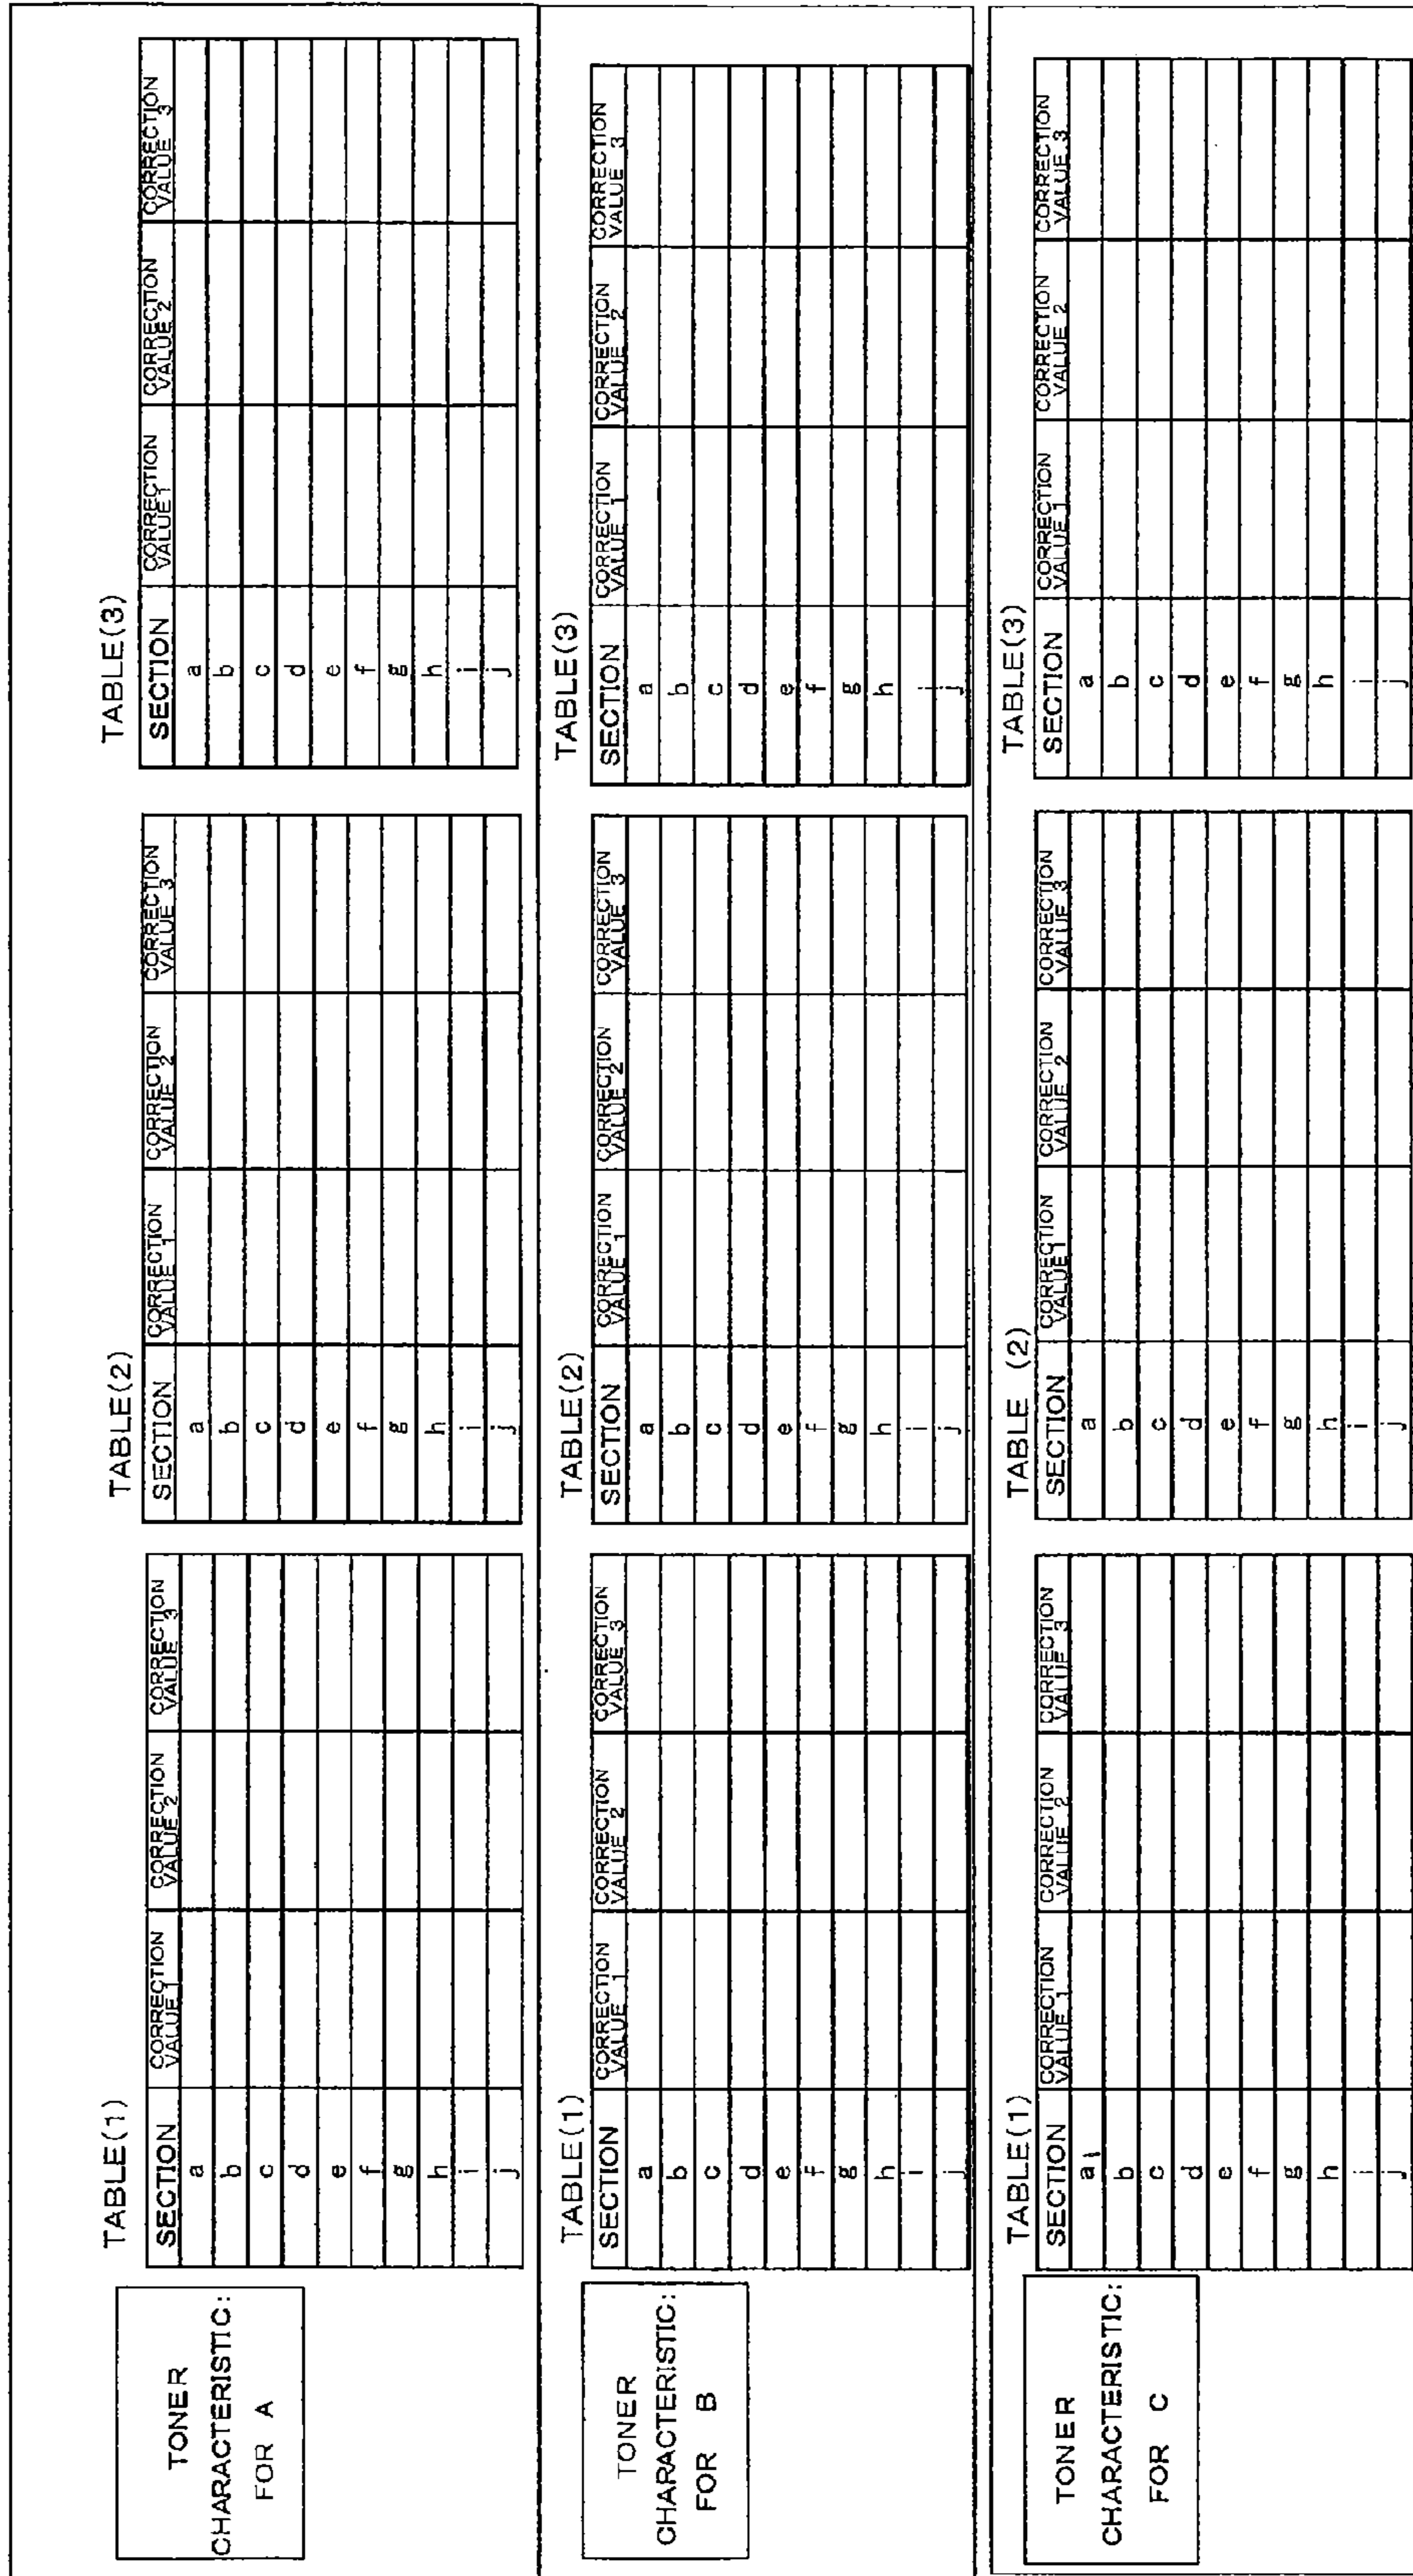 TONER
CHARACTERISTIC:
FOR A
TABLE(1)
SECTION CORRECTION VALUE 1 CORRECTION VALUE 2 CORRECTION VALUE 3
a
b
c
d
e
f
g
h
i
j
TABLE(2)
SECTION CORRECTION VALUE 1 CORRECTION VALUE 2 CORRECTION VALUE 3
a
b
c
d
e
f
g
h
i
j
TABLE(3)
SECTION CORRECTION VALUE 1 CORRECTION VALUE 2 CORRECTION VALUE 3
a
b
c
d
e
f
g
h
i
j
TONER
CHARACTERISTIC:
FOR B
TABLE(1)
SECTION CORRECTION VALUE 1 CORRECTION VALUE 2 CORRECTION VALUE 3
a
b
c
d
e
f
g
h
i
j
TABLE(2)
SECTION CORRECTION VALUE 1 CORRECTION VALUE 2 CORRECTION VALUE 3
a
b
c
d
e
f
g
h
i
j
TABLE(3)
SECTION CORRECTION VALUE 1 CORRECTION VALUE 2 CORRECTION VALUE 3
a
b
c
d
e
f
g
h
i
j
TONER
CHARACTERISTIC:
FOR C
TABLE(1)
SECTION CORRECTION VALUE 1 CORRECTION VALUE 2 CORRECTION VALUE 3
a
b
c
d
e
f
g
h
i
j
TABLE (2)
SECTION CORRECTION VALUE 1 CORRECTION VALUE 2 CORRECTION VALUE 3
a
b
c
d
e
f
g
h
i
j
TABLE(3)
SECTION CORRECTION VALUE 1 CORRECTION VALUE 2 CORRECTION VALUE 3
a
b
c
d
e
f
g
h
i
j